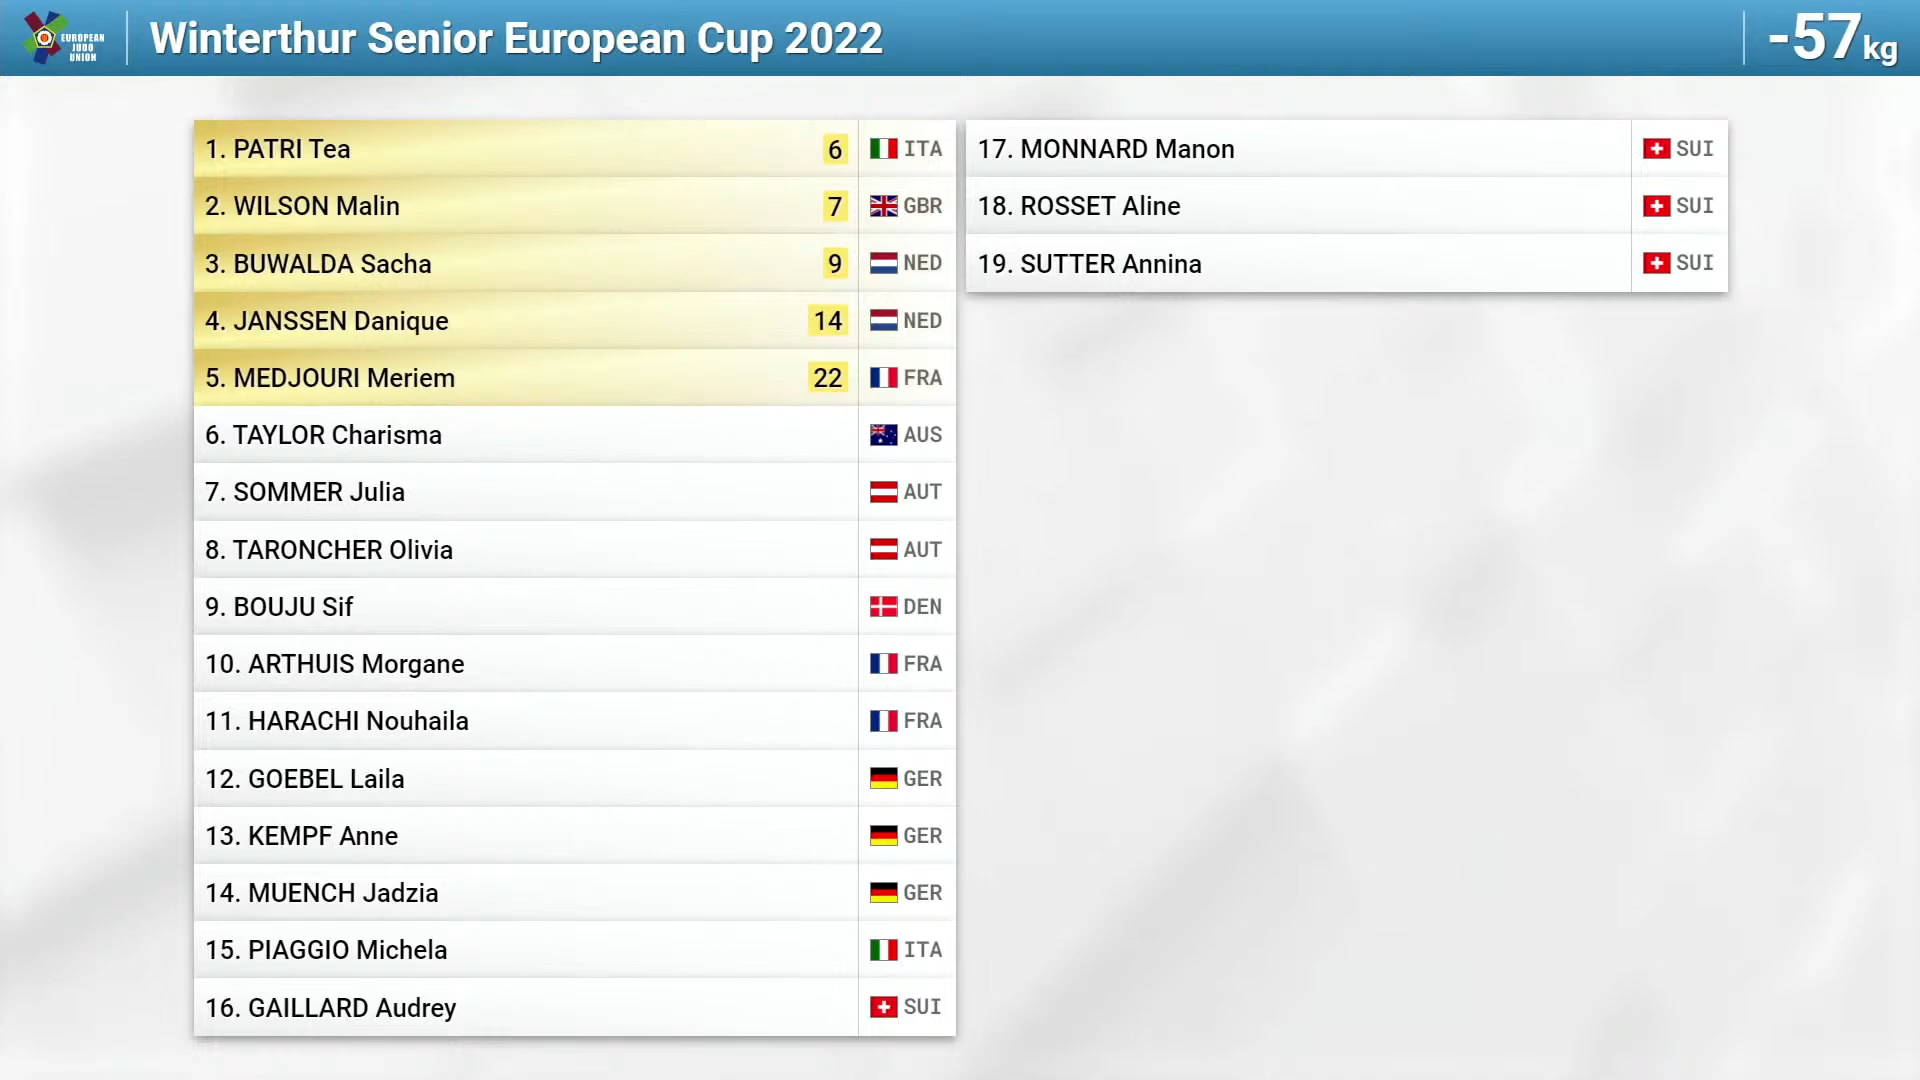 EUROPEAN
JUDO
UNION
Winterthur Senior European Cup 2022
-57kg
1. PATRI Tea 6 ITA
2. WILSON Malin 7 GBR
3. BUWALDA Sacha 9 NED
4. JANSSEN Danique 14 NED
5. MEDJOURI Meriem 22 FRA
6. TAYLOR Charisma AUS
7. SOMMER Julia AUT
8. TARONCHER Olivia AUT
9. BOUJU Sif DEN
10. ARTHUIS Morgane FRA
11. HARACHI Nouhaila FRA
12. GOEBEL Laila GER
13. KEMPF Anne GER
14. MUENCH Jadzia GER
15. PIAGGIO Michela ITA
16. GAILLARD Audrey SUI
17. MONNARD Manon SUI
18. ROSSET Aline SUI
19. SUTTER Annina SUI